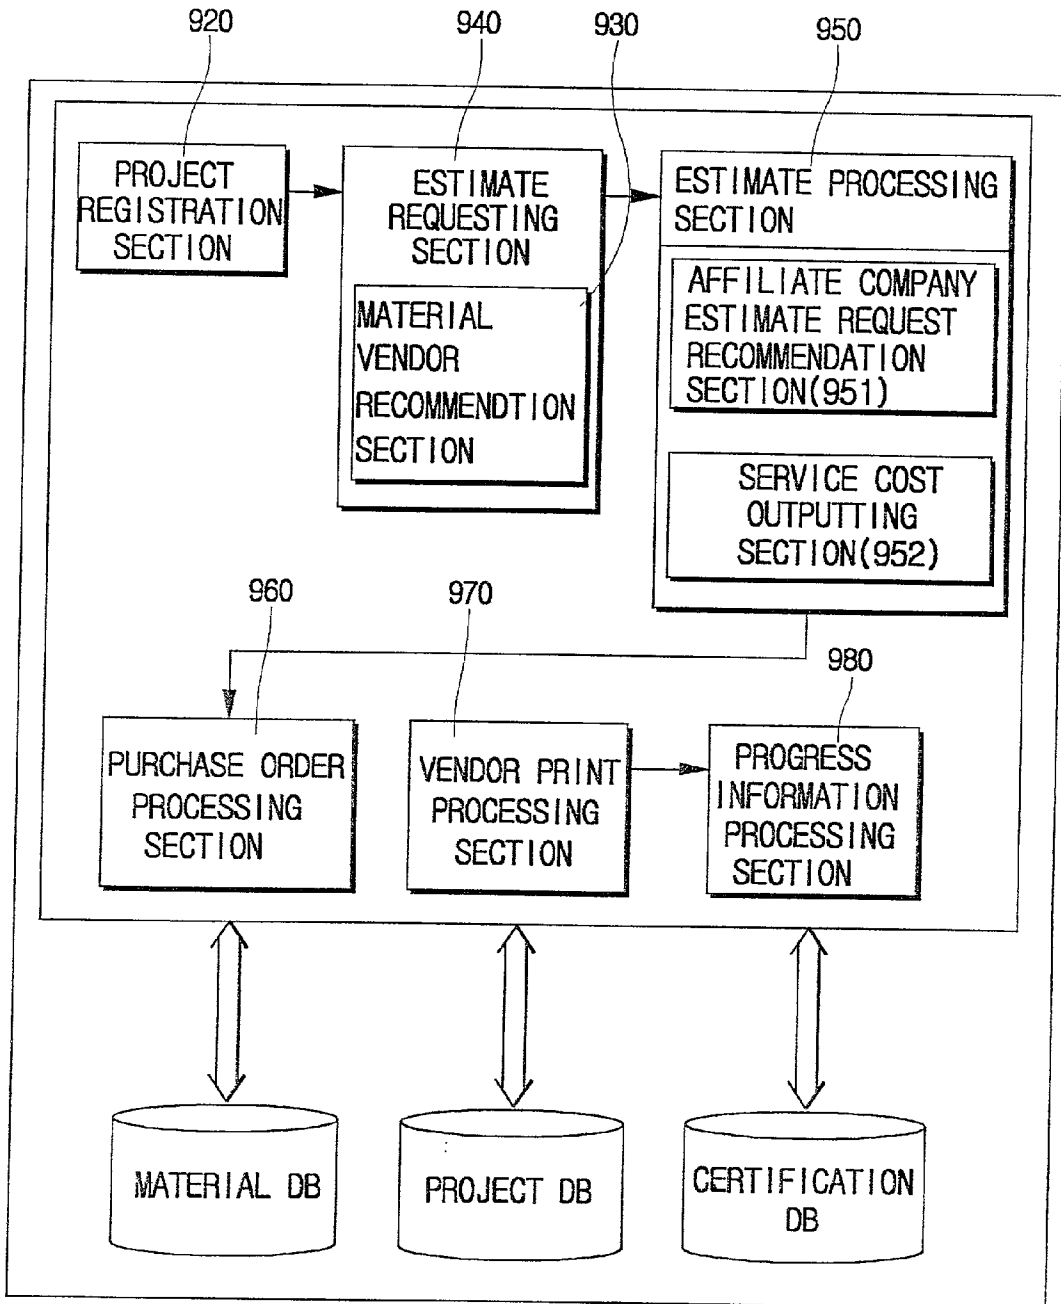 920
940
930
950
PROJECT
REGISTRATION
SECTION
ESTIMATE
REQUESTING
SECTION
MATERIAL
VENDOR
RECOMMENDTION
SECTION
ESTIMATE PROCESSING
SECTION
AFFILIATE COMPANY
ESTIMATE REQUEST
RECOMMENDATION
SECTION(951)
SERVICE COST
OUTPUTTING
SECTION(952)
960
970
980
PURCHASE ORDER
PROCESSING
SECTION
VENDOR PRINT
PROCESSING
SECTION
PROGRESS
INFORMATION
PROCESSING
SECTION
MATERIAL DB
PROJECT DB
CERTIFICATION
DB